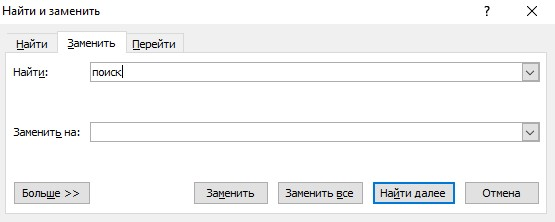 Найти и заменить ?
Найти Заменить Перейти
Найти: поиск
Заменить на:
Больше >> Заменить Заменить все Найти далее Отмена